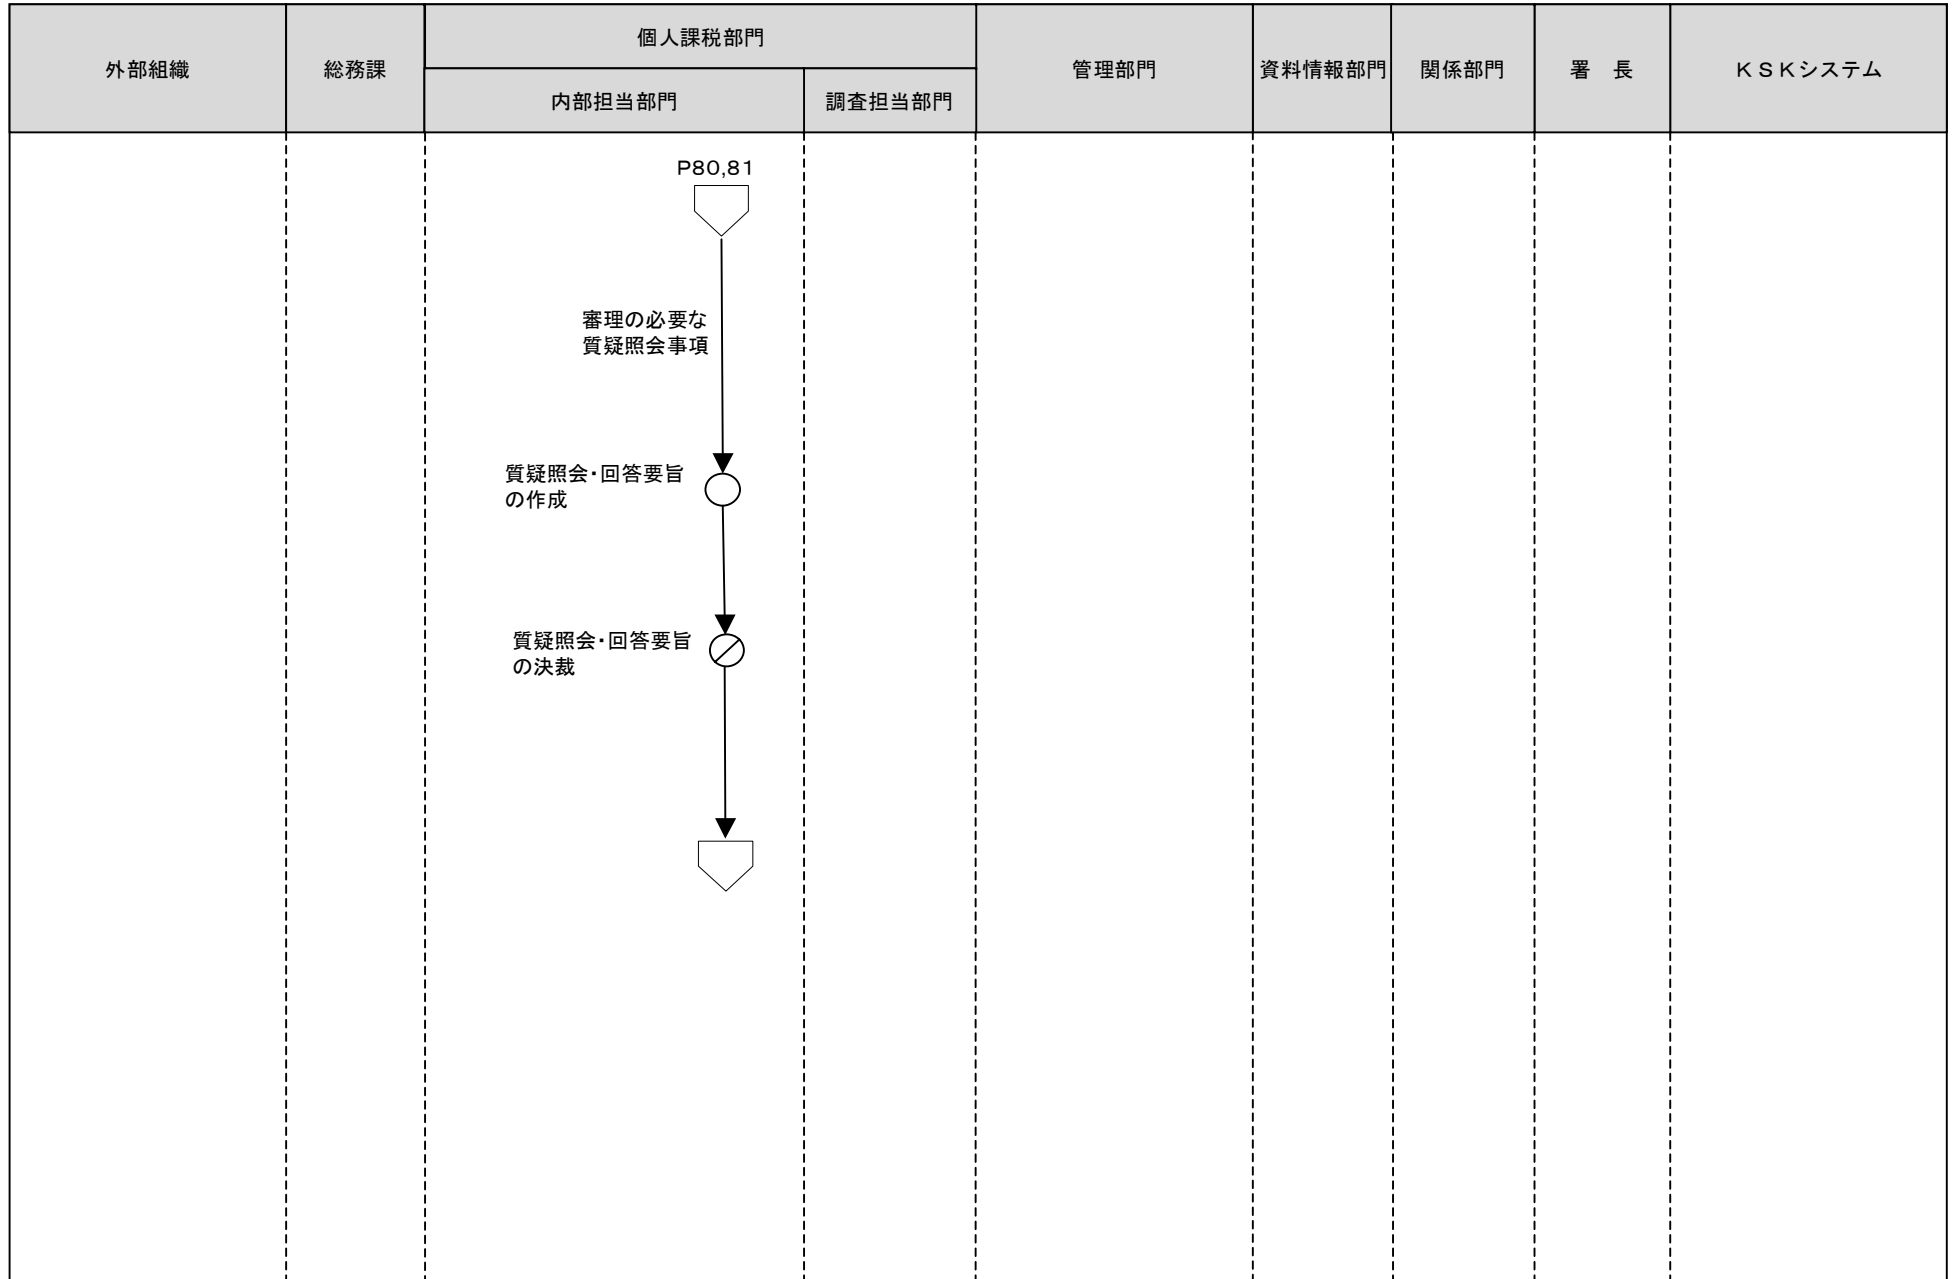 外部組織
総務課
個人課税部門
内部担当部門
調査担当部門
管理部門
資料情報部門
関係部門
署　長
ＫＳＫシステム
P80,81
審理の必要な
質疑照会事項
質疑照会・回答要旨
の作成
質疑照会・回答要旨
の決裁